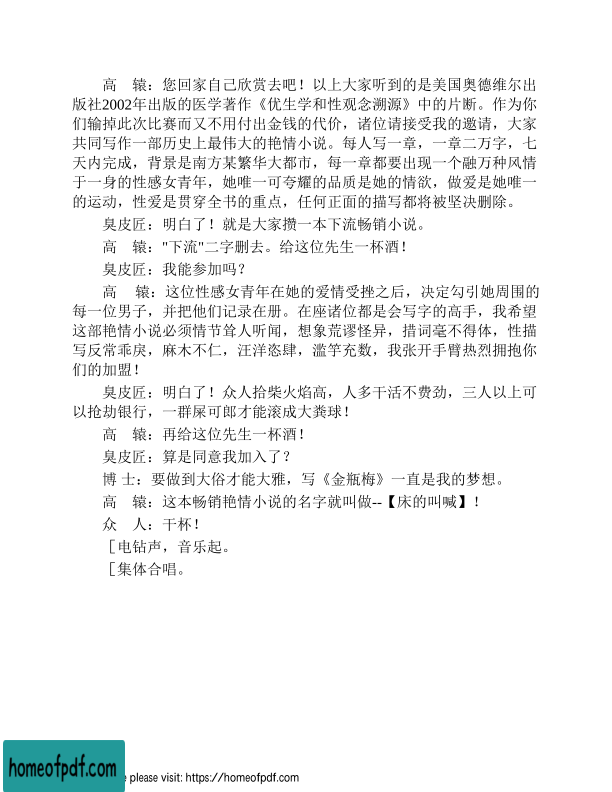 高　辕：您回家自己欣赏去吧！以上大家听到的是美国奥德维尔出
版社2002年出版的医学著作《优生学和性观念溯源》中的片断。作为你
们输掉此次比赛而又不用付出金钱的代价，诸位请接受我的邀请，大家
共同写作一部历史上最伟大的艳情小说。每人写一章，一章二万字，七
天内完成，背景是南方某繁华大都市，每一章都要出现一个融万种风情
于一身的性感女青年，她唯一可夸耀的品质是她的情欲，做爱是她唯一
的运动，性爱是贯穿全书的重点，任何正面的描写都将被坚决删除。
臭皮匠：明白了！就是大家攒一本下流畅销小说。
高　辕："下流"二字删去。给这位先生一杯酒！
臭皮匠：我能参加吗？
高　辕：这位性感女青年在她的爱情受挫之后，决定勾引她周围的
每一位男子，并把他们记录在册。在座诸位都是会写字的高手，我希望
这部艳情小说必须情节耸人听闻，想象荒谬怪异，措词毫不得体，性描
写反常乖戾，麻木不仁，汪洋恣肆，滥竽充数，我张开手臂热烈拥抱你
们的加盟！
臭皮匠：明白了！众人拾柴火焰高，人多干活不费劲，三人以上可
以抢劫银行，一群屎可郎才能滚成大粪球！
高　辕：再给这位先生一杯酒！
臭皮匠：算是同意我加入了？
博 士：要做到大俗才能大雅，写《金瓶梅》一直是我的梦想。
高　辕：这本畅销艳情小说的名字就叫做--【床的叫喊】！
众　人：干杯！
［电钻声，音乐起。
［集体合唱。
homeofpdf.com
please visit: https://homeofpdf.com